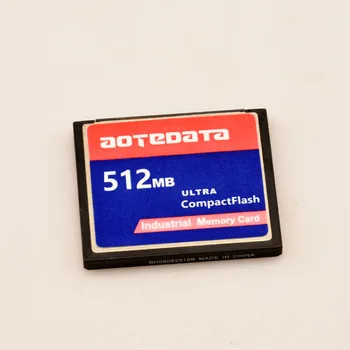 aotedata
512MB
ULTRA
CompactFlash
Industrial Memory Card
MADE IN CHINA